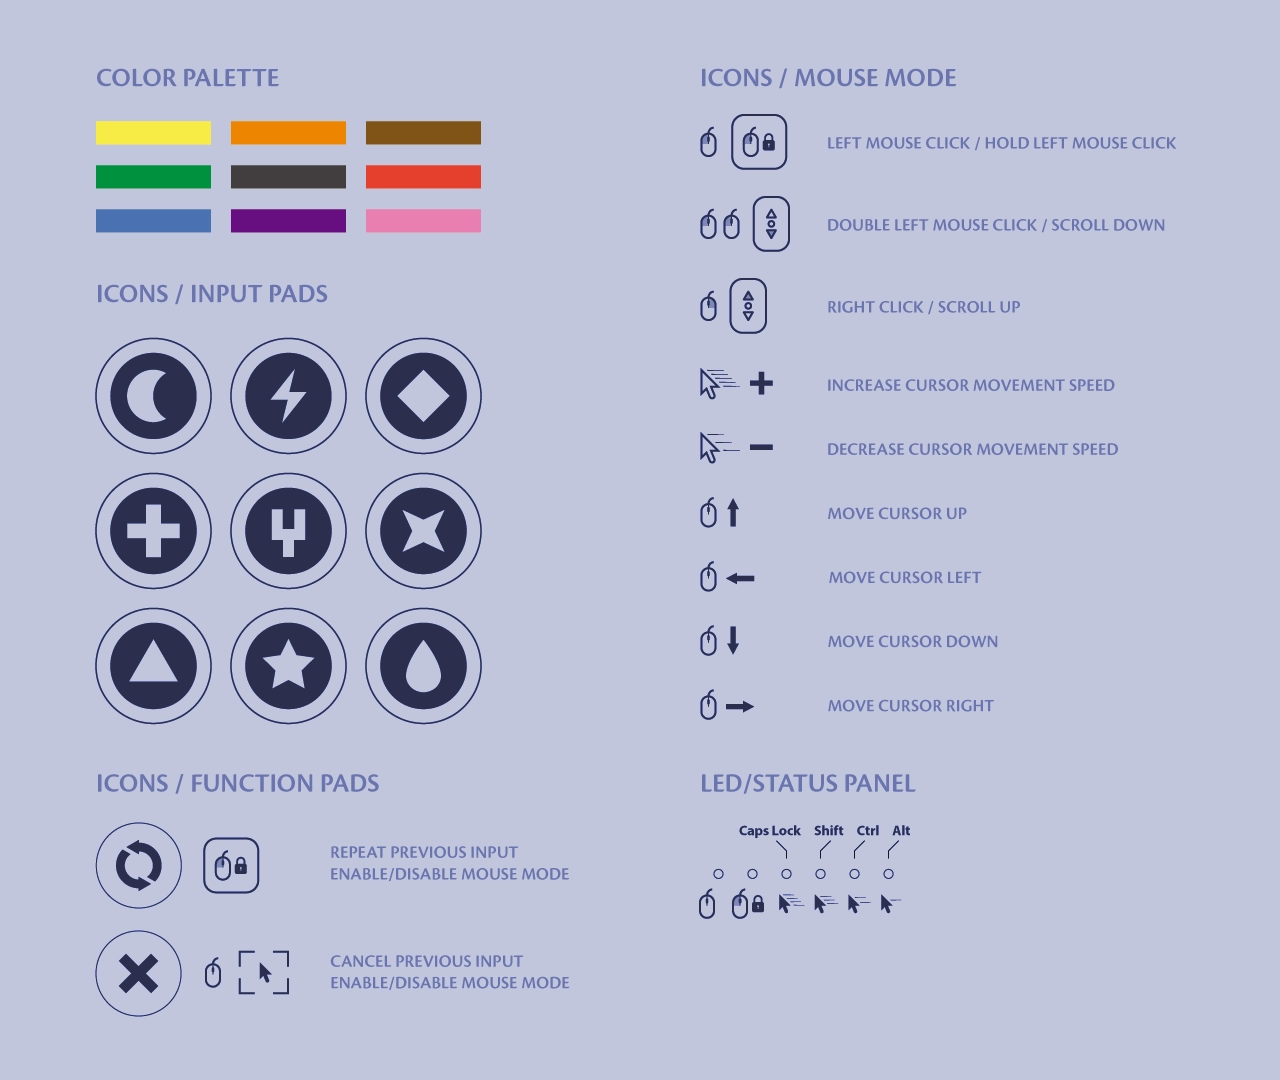 COLOR PALETTE
ICONS / INPUT PADS
ICONS / FUNCTION PADS
REPEAT PREVIOUS INPUT
ENABLE/DISABLE MOUSE MODE
CANCEL PREVIOUS INPUT
ENABLE/DISABLE MOUSE MODE
ICONS / MOUSE MODE
LEFT MOUSE CLICK / HOLD LEFT MOUSE CLICK
DOUBLE LEFT MOUSE CLICK / SCROLL DOWN
RIGHT CLICK / SCROLL UP
INCREASE CURSOR MOVEMENT SPEED
DECREASE CURSOR MOVEMENT SPEED
MOVE CURSOR UP
MOVE CURSOR LEFT
MOVE CURSOR DOWN
MOVE CURSOR RIGHT
LED/STATUS PANEL
Caps Lock Shift Ctrl Alt